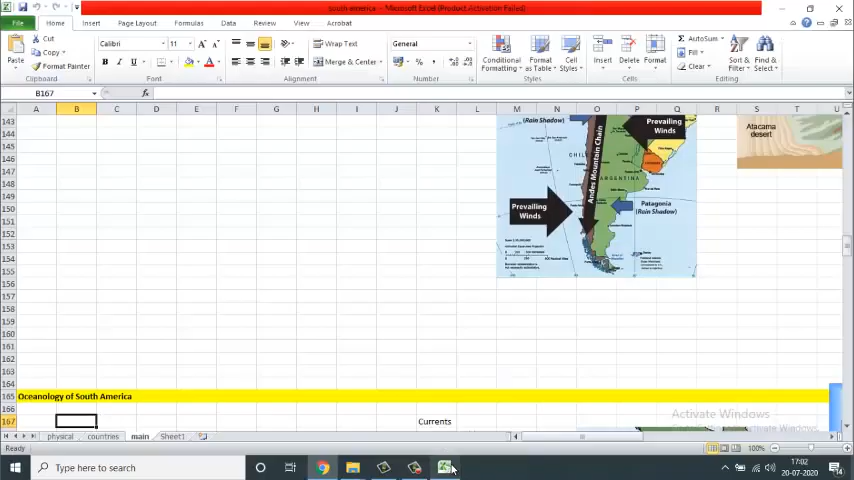 south-america - Microsoft Excel (Product Activation Failed)
File Home Insert Page Layout Formulas Data Review View Acrobat
Paste
Cut
Copy
Format Painter
Clipboard
Calibri 11
B I U
Font
Wrap Text
Merge & Center
Alignment
General
Number
Conditional Formatting
Format as Table
Cell Styles
Styles
Insert Delete Format
Cells
AutoSum
Fill
Clear
Sort & Filter
Find & Select
Editing
B167 fx
A B C D E F G H I J K L M N O P Q R S T U
143
144
145
146
147
148
149
150
151
152
153
154
155
156
157
158
159
160
161
162
163
164
165 Oceanology of South America
166
167 Currents
(Rain Shadow)
Prevailing Winds
Andes Mountain Chain
ARGENTINA
Prevailing Winds
Patagonia
(Rain Shadow)
Atacama
desert
Activate Windows
physical countries main Sheet1
Ready 100%
Type here to search
17:02
20-07-2020
14